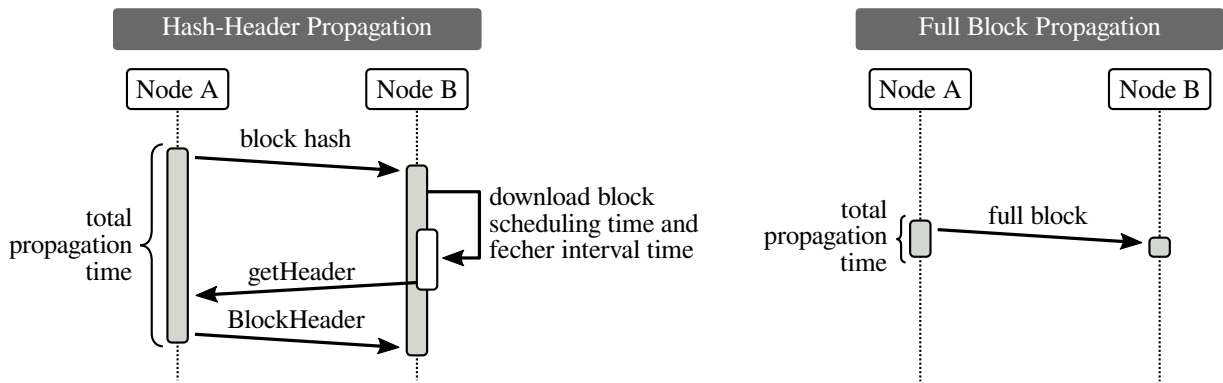 Hash-Header Propagation
Node A
Node B
block hash
download block
scheduling time and
fecher interval time
total
propagation
time
getHeader
BlockHeader
Full Block Propagation
Node A
Node B
total
propagation
time
full block